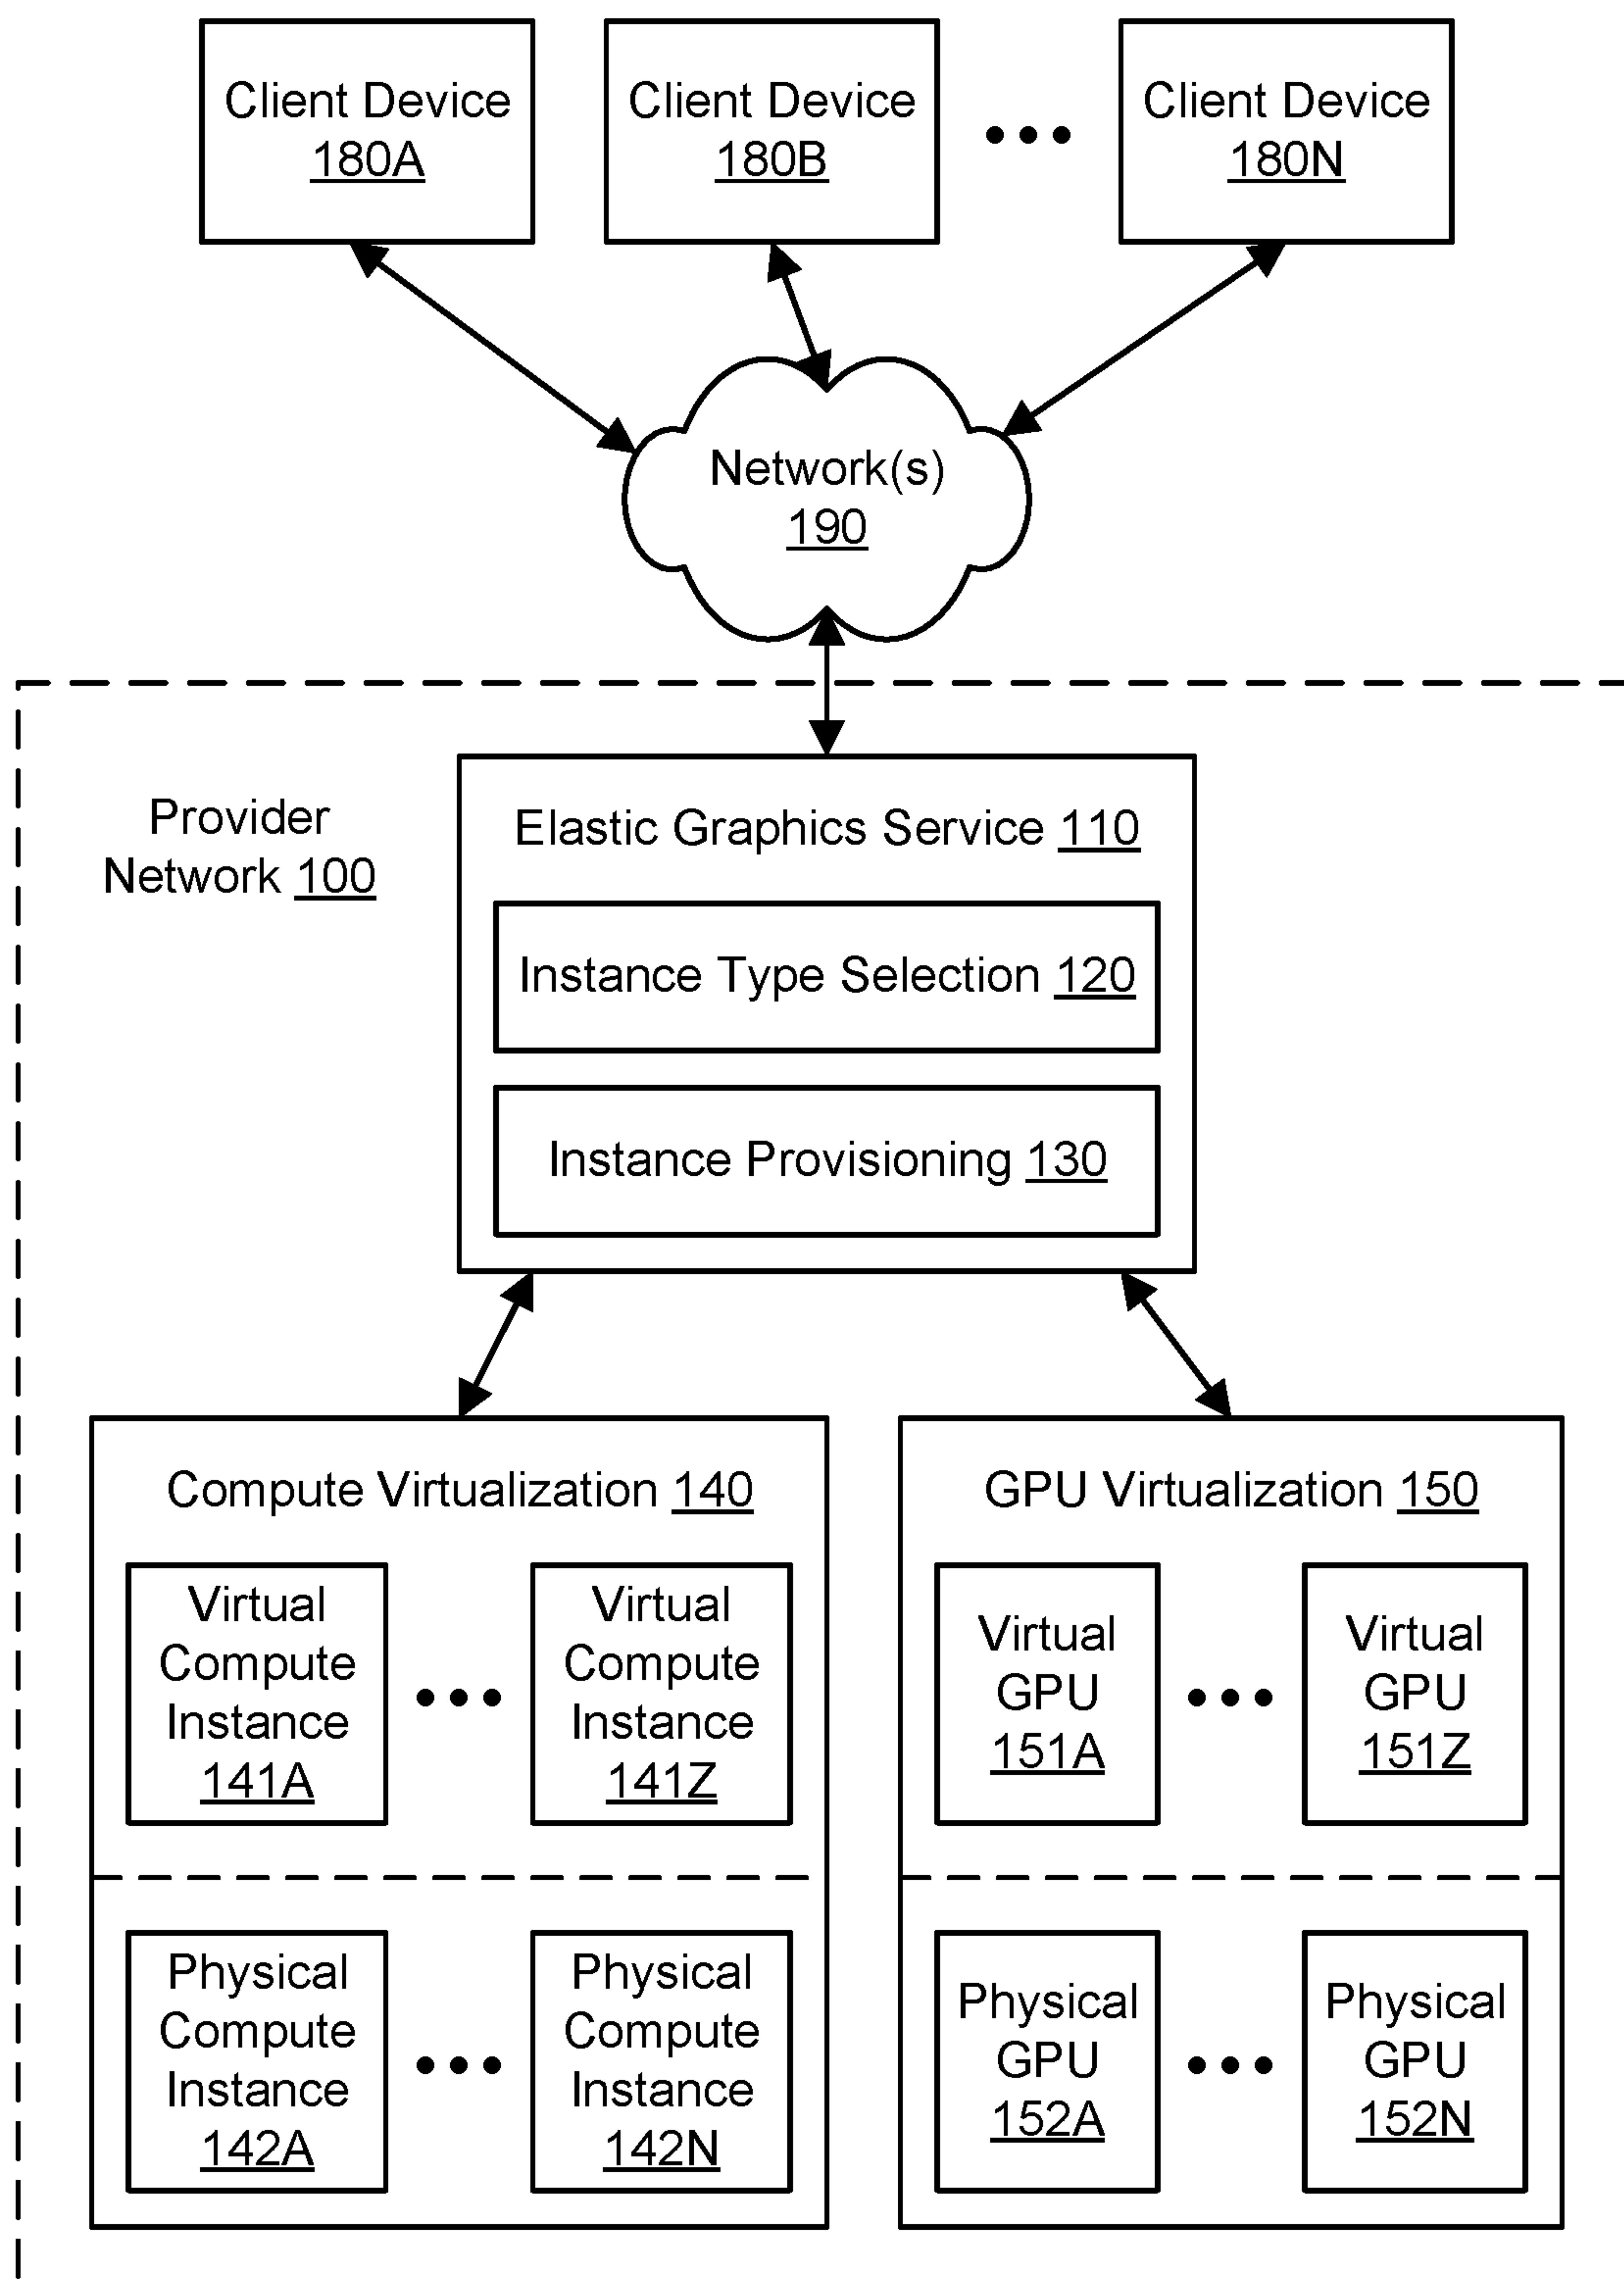 Client Device
180A
Client Device
180B
Client Device
180N
Network(s)
190
Provider
Network 100
Elastic Graphics Service 110
Instance Type Selection 120
Instance Provisioning 130
Compute Virtualization 140
Virtual
Compute
Instance
141A
Virtual
Compute
Instance
141Z
Physical
Compute
Instance
142A
Physical
Compute
Instance
142N
GPU Virtualization 150
Virtual
GPU
151A
Virtual
GPU
151Z
Physical
GPU
152A
Physical
GPU
152N